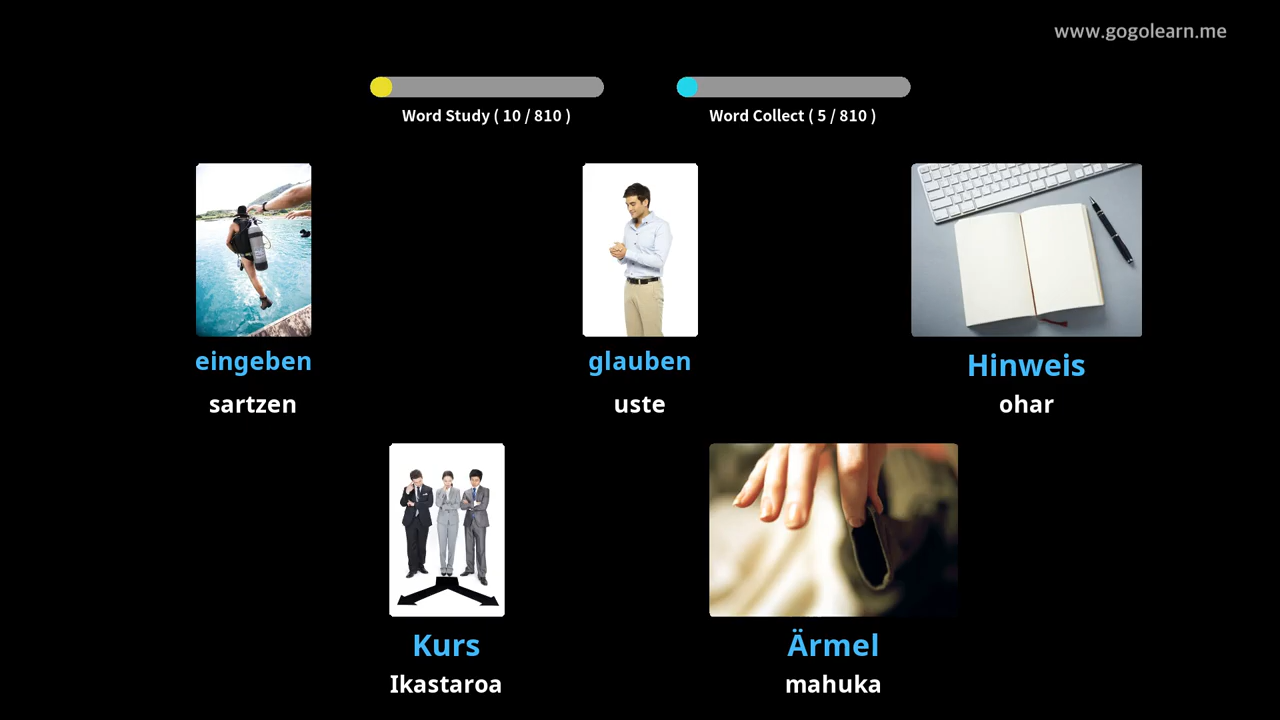 www.gogolearn.me
Word Study ( 10 / 810 )
Word Collect ( 5 / 810 )
eingeben
sartzen
glauben
uste
Hinweis
ohar
Kurs
Ikastaroa
Ärmel
mahuka